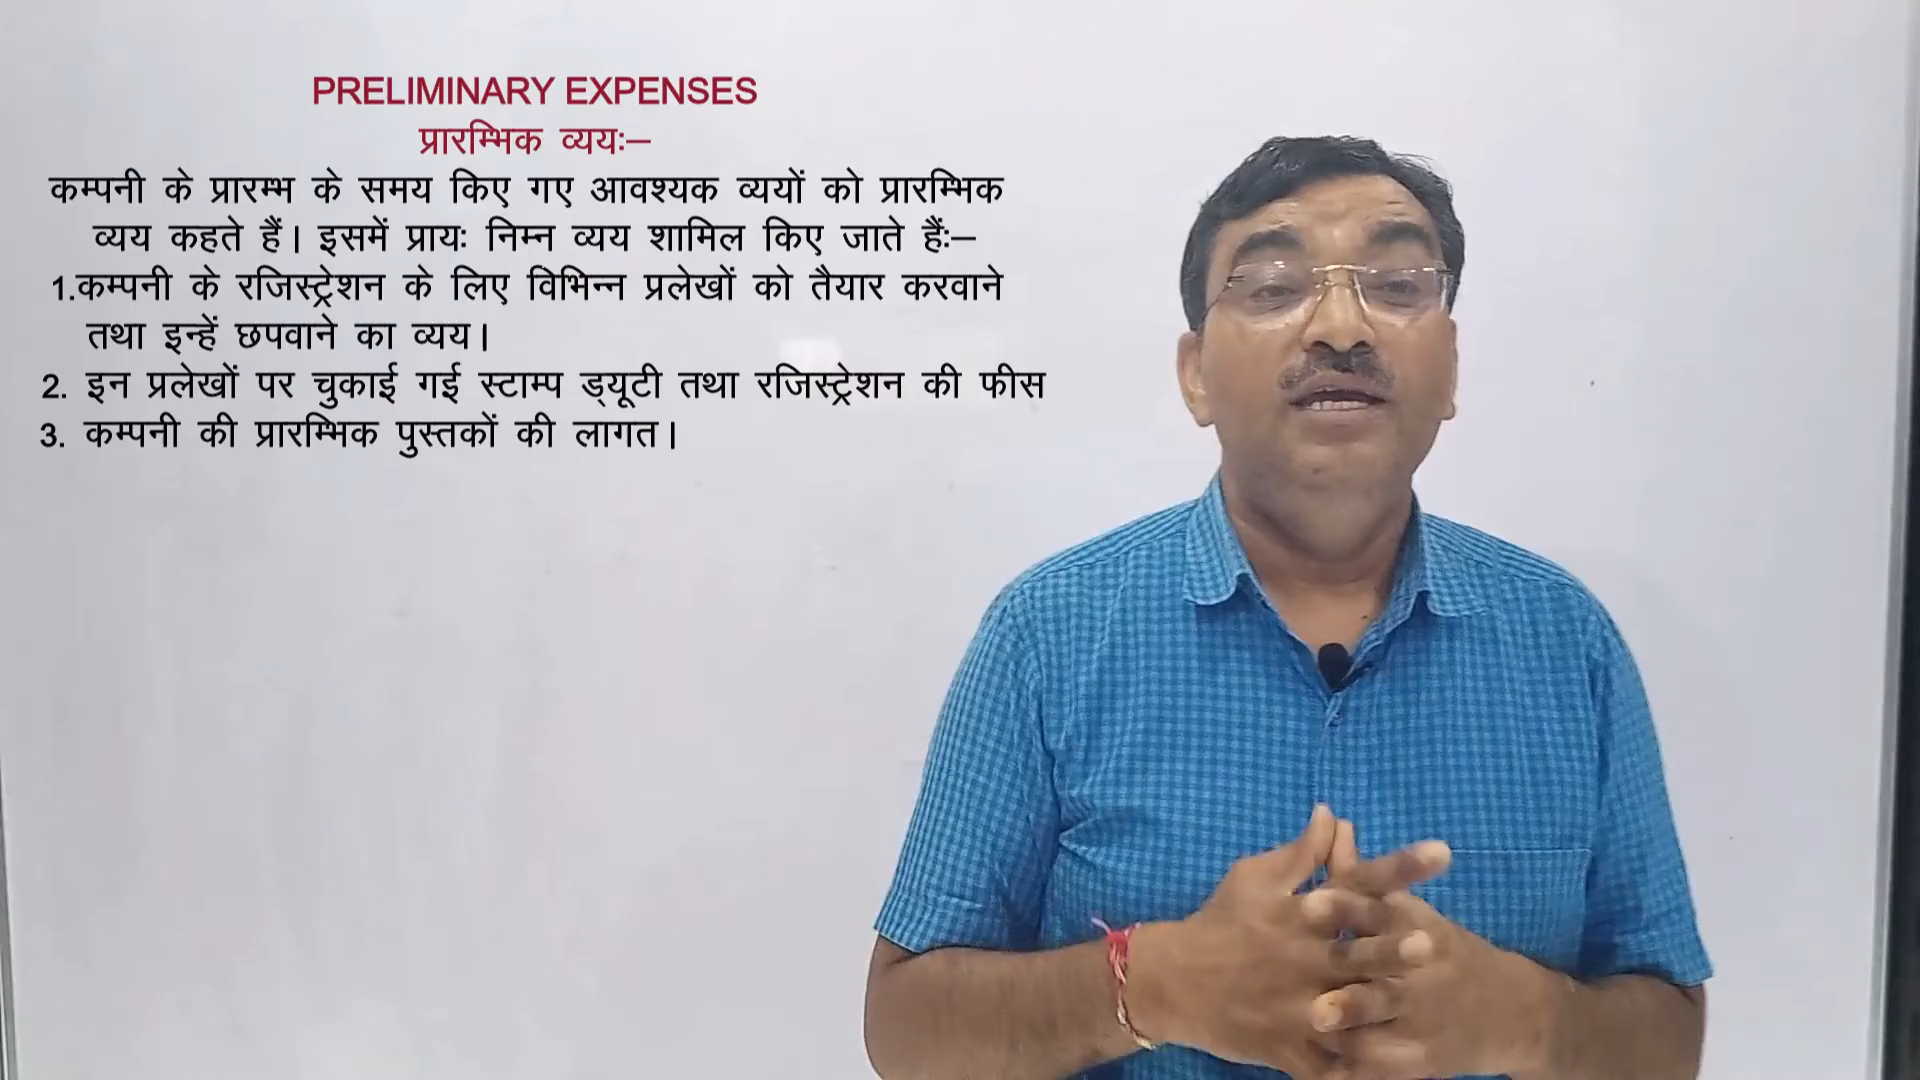 PRELIMINARY EXPENSES
प्रारम्भिक व्ययः—
कम्पनी के प्रारम्भ के समय किए गए आवश्यक व्ययों को प्रारम्भिक
व्यय कहते हैं। इसमें प्रायः निम्न व्यय शामिल किए जाते हैंः—
1.कम्पनी के रजिस्ट्रेशन के लिए विभिन्न प्रलेखों को तैयार करवाने
तथा इन्हें छपवाने का व्यय।
2. इन प्रलेखों पर चुकाई गई स्टाम्प ड्यूटी तथा रजिस्ट्रेशन की फीस
3. कम्पनी की प्रारम्भिक पुस्तकों की लागत।